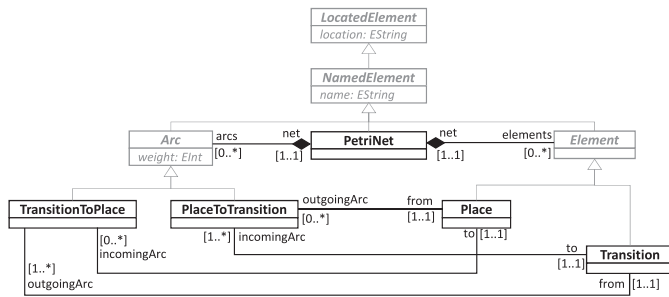 LocatedElement
location: EString
NamedElement
name: EString
arcs net net elements
Arc PetriNet Element
weight: EInt [0..*] [1..1] [1..1] [0..*]
outgoingArc from
TransitionToPlace PlaceToTransition [0..*] [1..1] Place
[0..*] [1..*] incomingArc to [1..1]
incomingArc to Transition
[1..*] [1..1]
outgoingArc from [1..1]